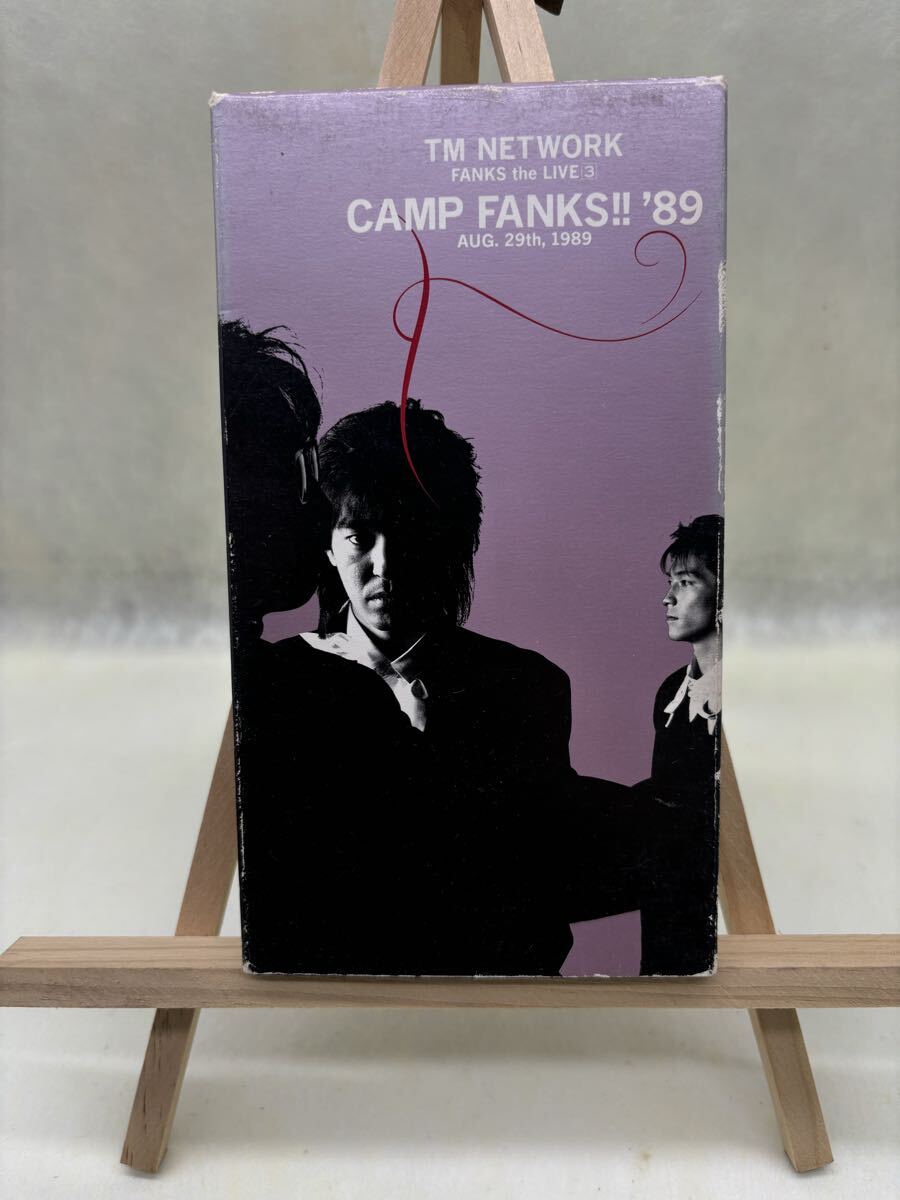 TM NETWORK
FANKS the LIVE 3
CAMP FANKS!! '89
AUG. 29th, 1989